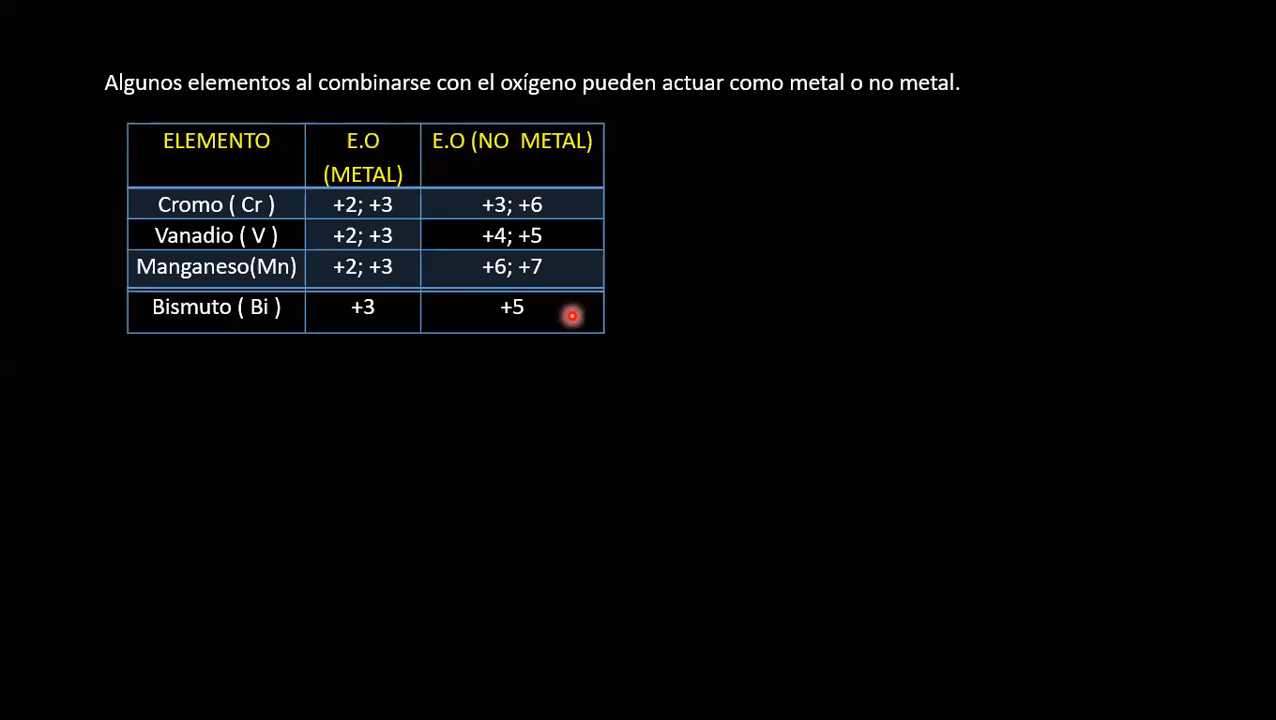 Algunos elementos al combinarse con el oxígeno pueden actuar como metal o no metal.
ELEMENTO E.O (METAL) E.O (NO METAL)
Cromo ( Cr ) +2; +3 +3; +6
Vanadio ( V ) +2; +3 +4; +5
Manganeso(Mn) +2; +3 +6; +7
Bismuto ( Bi ) +3 +5